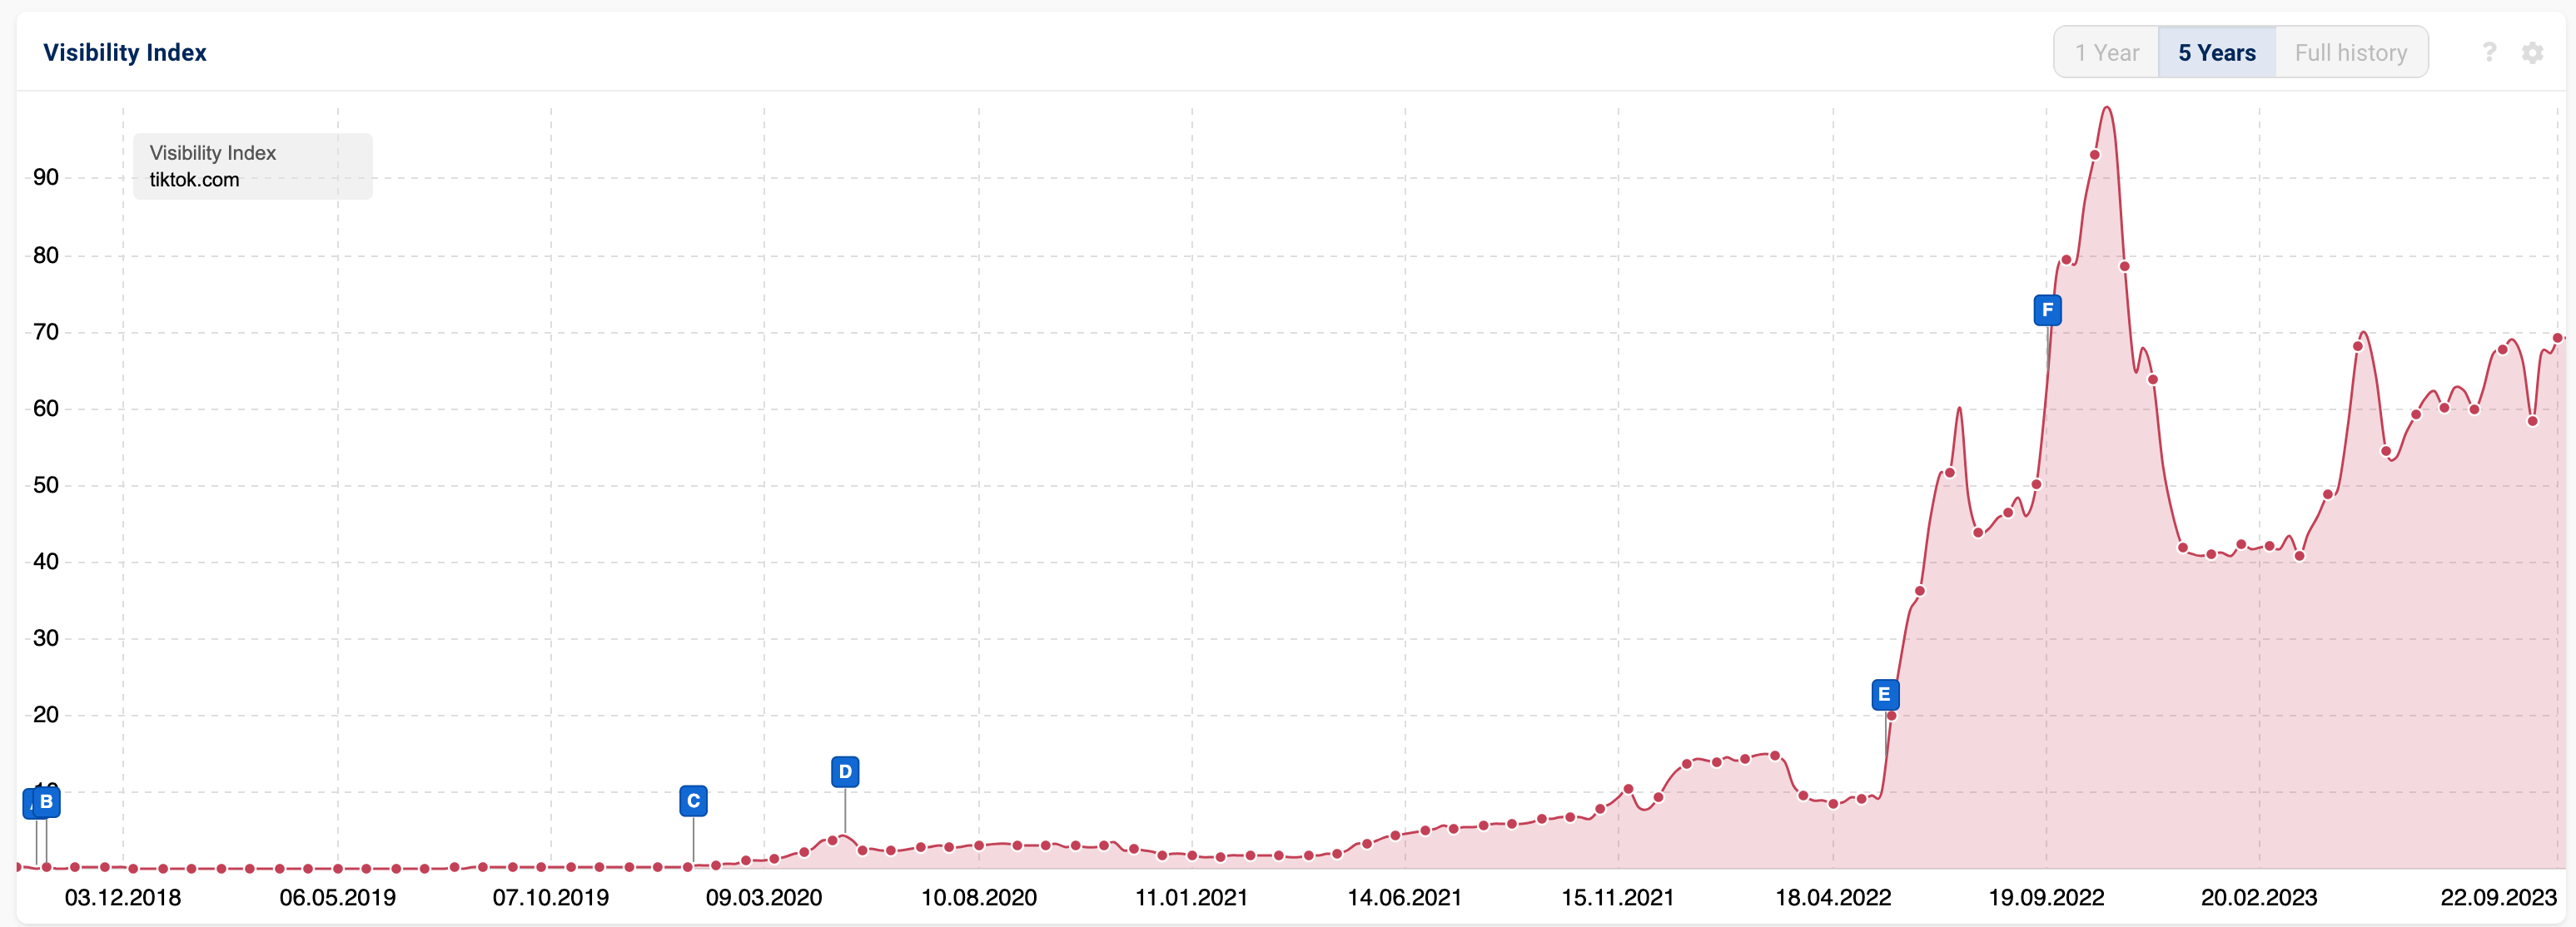 Visibility Index
1 Year 5 Years Full history ?
Visibility Index
tiktok.com
90
80
70
60
50
40
30
20
B C D E F
03.12.2018 06.05.2019 07.10.2019 09.03.2020 10.08.2020 11.01.2021 14.06.2021 15.11.2021 18.04.2022 19.09.2022 20.02.2023 22.09.2023